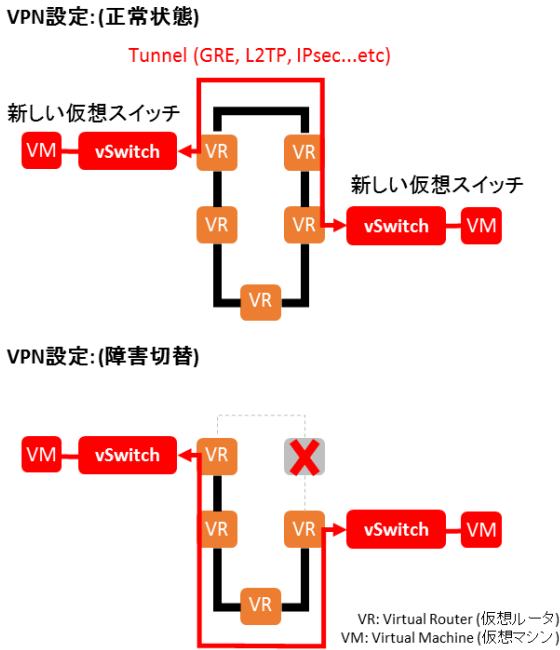 VPN設定: (正常状態)
Tunnel (GRE, L2TP, IPsec...etc)
新しい仮想スイッチ
VM vSwitch VR VR
新しい仮想スイッチ
VR VR vSwitch VM
VR
VPN設定: (障害切替)
VM vSwitch VR
VR VR vSwitch VM
VR
VR: Virtual Router (仮想ルータ)
VM: Virtual Machine (仮想マシン)